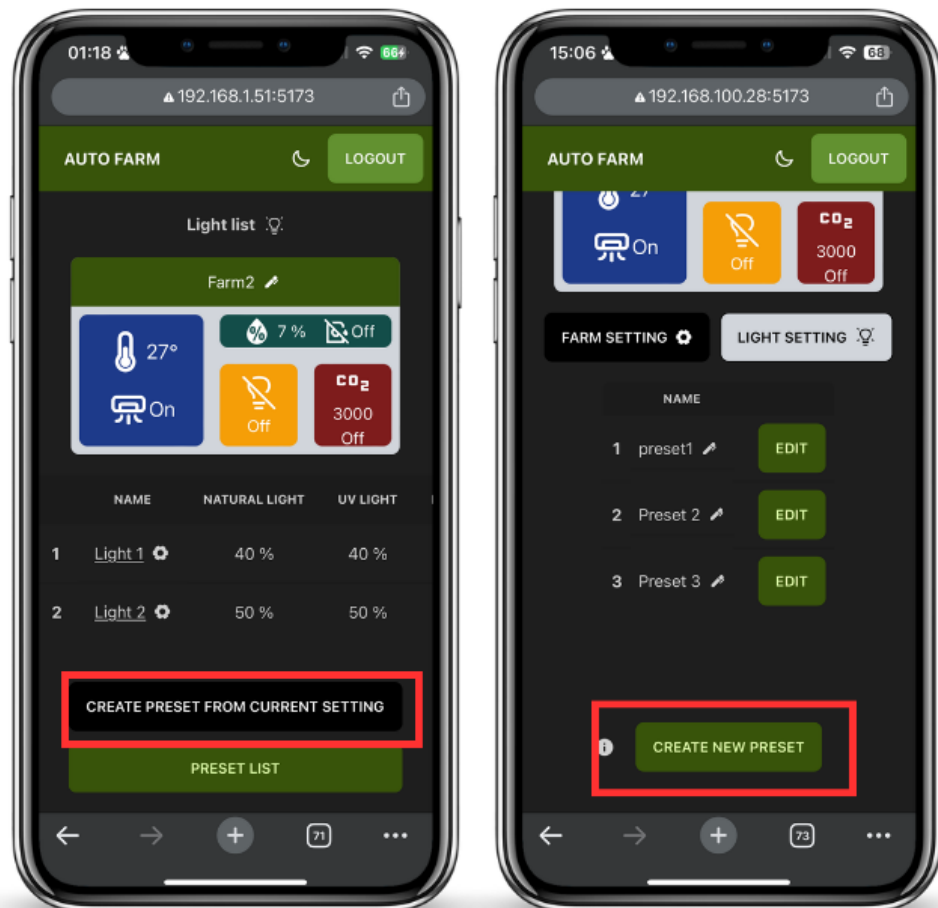 01:18 66
192.168.1.51:5173
AUTO FARM LOGOUT
Light list
Farm2
27° % 7 % Off
On Off CO2
3000
Off
NAME NATURAL LIGHT UV LIGHT
1 Light 1 40 % 40 %
2 Light 2 50 % 50 %
CREATE PRESET FROM CURRENT SETTING
PRESET LIST
71
15:06 68
192.168.100.28:5173
AUTO FARM LOGOUT
On Off CO2
3000
Off
FARM SETTING LIGHT SETTING
NAME
1 preset1 EDIT
2 Preset 2 EDIT
3 Preset 3 EDIT
CREATE NEW PRESET
73